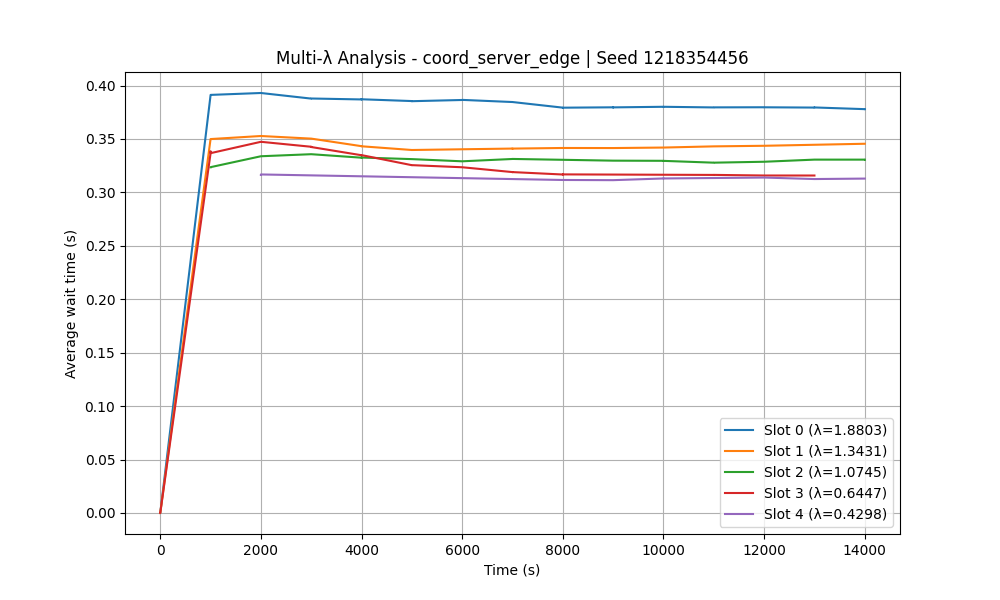 Multi-λ Analysis - coord_server_edge | Seed 1218354456
Average wait time (s)
0.40
0.35
0.30
0.25
0.20
0.15
0.10
0.05
0.00
Slot 0 (λ=1.8803)
Slot 1 (λ=1.3431)
Slot 2 (λ=1.0745)
Slot 3 (λ=0.6447)
Slot 4 (λ=0.4298)
0 2000 4000 6000 8000 10000 12000 14000
Time (s)